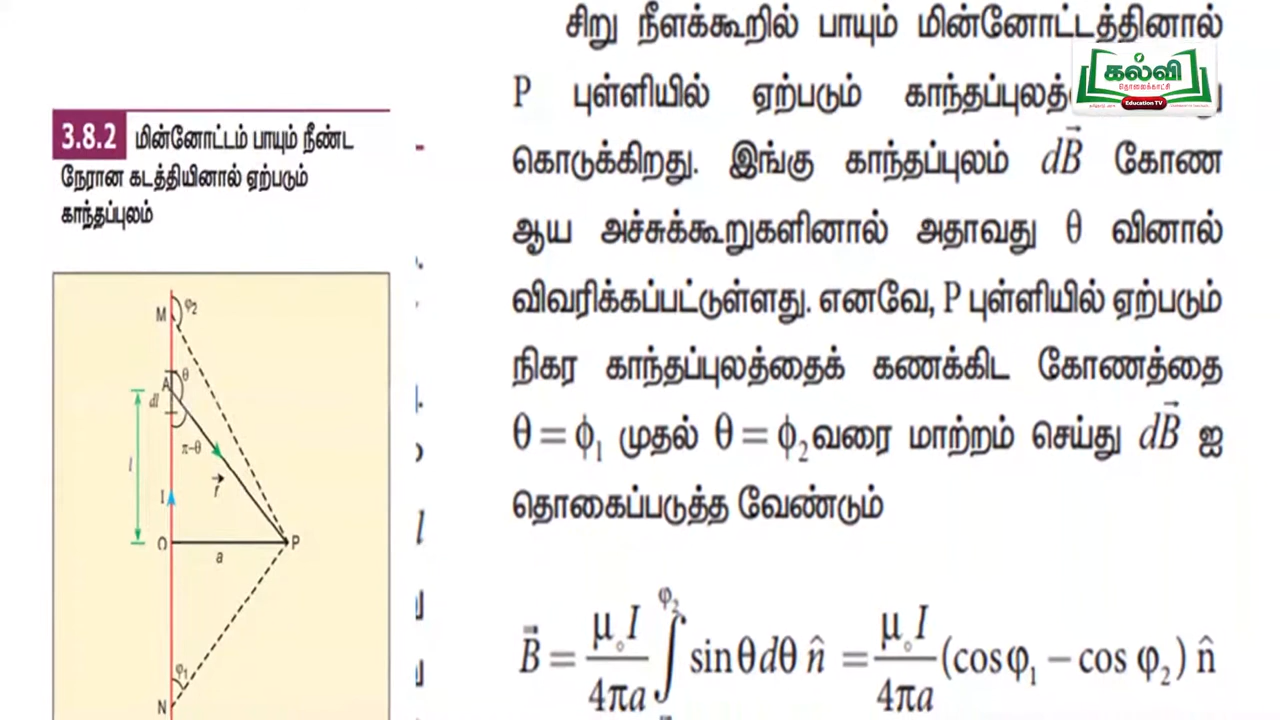 3.8.2 மின்னோட்டம் பாயும் நீண்ட
நேரான கடத்தியினால் ஏற்படும்
காந்தப்புலம்
M
φ₂
A
θ
dl
π-θ
l
r⃗
I
O
a
P
φ₁
N
சிறு நீளக்கூறில் பாயும் மின்னோட்டத்தினால்
P புள்ளியில் ஏற்படும்
கொடுக்கிறது. இங்கு காந்தப்புலம் dB⃗ கோண
ஆய அச்சுக்கூறுகளினால் அதாவது θ வினால்
விவரிக்கப்பட்டுள்ளது. எனவே, P புள்ளியில் ஏற்படும்
நிகர காந்தப்புலத்தைக் கணக்கிட கோணத்தை
θ = ϕ₁ முதல் θ = ϕ₂ வரை மாற்றம் செய்து dB⃗ ஐ
தொகைப்படுத்த வேண்டும்
B⃗ = μ₀I/4πa ∫ φ₂ sinθdθ n̂ = μ₀I/4πa (cosφ₁ − cos φ₂) n̂
கல்வி
தொலைக்காட்சி
Education TV